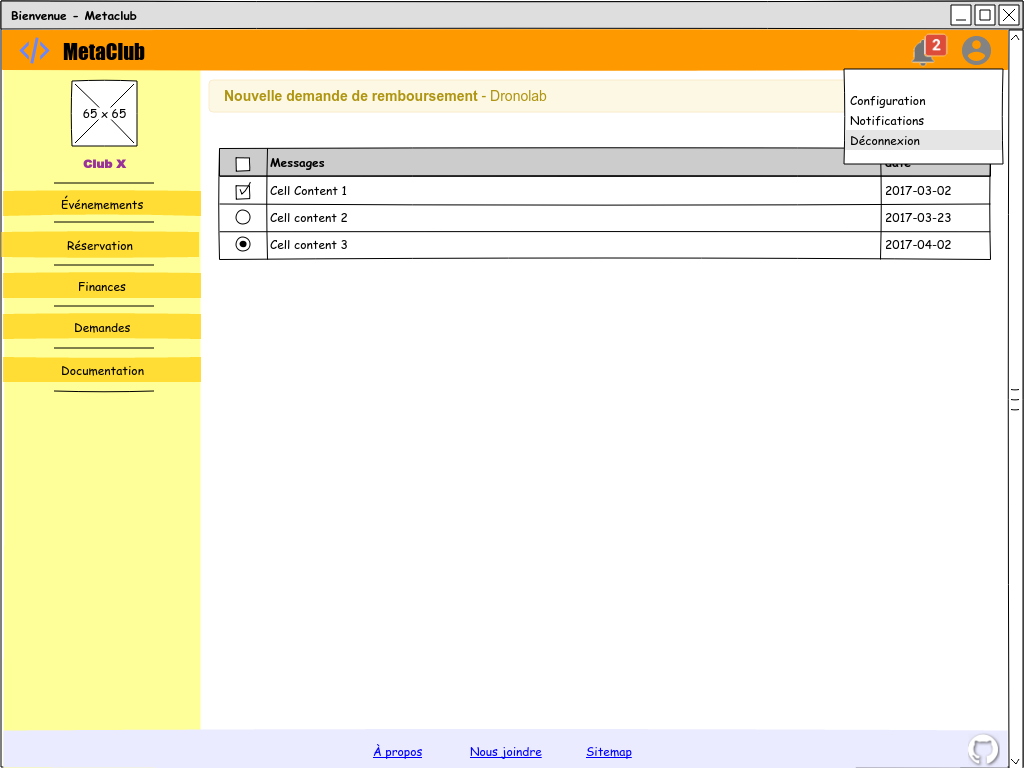 Bienvenue - Metaclub
</> MetaClub
2
65 x 65
Club X
Événemements
Réservation
Finances
Demandes
Documentation
Nouvelle demande de remboursement - Dronolab
Configuration
Notifications
Déconnexion
Messages date
Cell Content 1 2017-03-02
Cell content 2 2017-03-23
Cell content 3 2017-04-02
À propos Nous joindre Sitemap